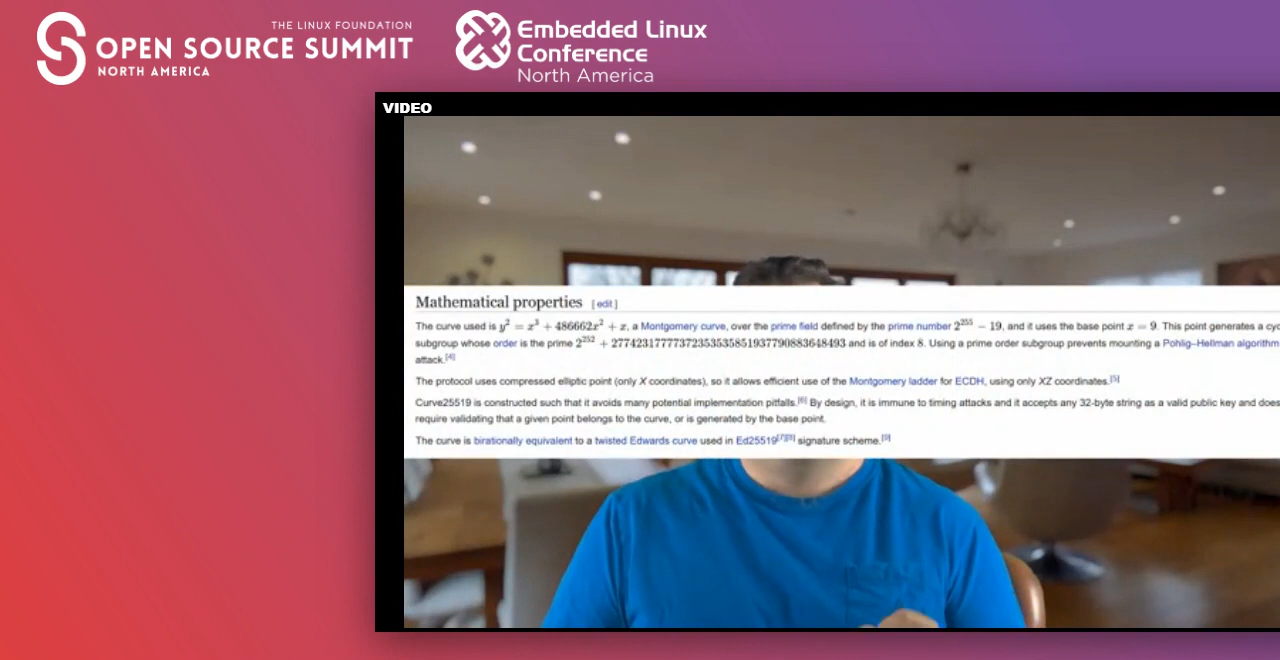 THE LINUX FOUNDATION
OPEN SOURCE SUMMIT
NORTH AMERICA
Embedded Linux
Conference
North America
VIDEO
Mathematical properties [ edit ]
The curve used is y² = x³ + 486662x² + x, a Montgomery curve, over the prime field defined by the prime number 2²⁵⁵ − 19, and it uses the base point x = 9. This point generates a cyc
subgroup whose order is the prime 2²⁵² + 27742317777372353535851937790883648493 and is of index 8. Using a prime order subgroup prevents mounting a Pohlig–Hellman algorithm
attack.[4]
The protocol uses compressed elliptic point (only X coordinates), so it allows efficient use of the Montgomery ladder for ECDH, using only XZ coordinates.[5]
Curve25519 is constructed such that it avoids many potential implementation pitfalls.[6] By design, it is immune to timing attacks and it accepts any 32-byte string as a valid public key and does
require validating that a given point belongs to the curve, or is generated by the base point.
The curve is birationally equivalent to a twisted Edwards curve used in Ed25519[7][8] signature scheme.[9]